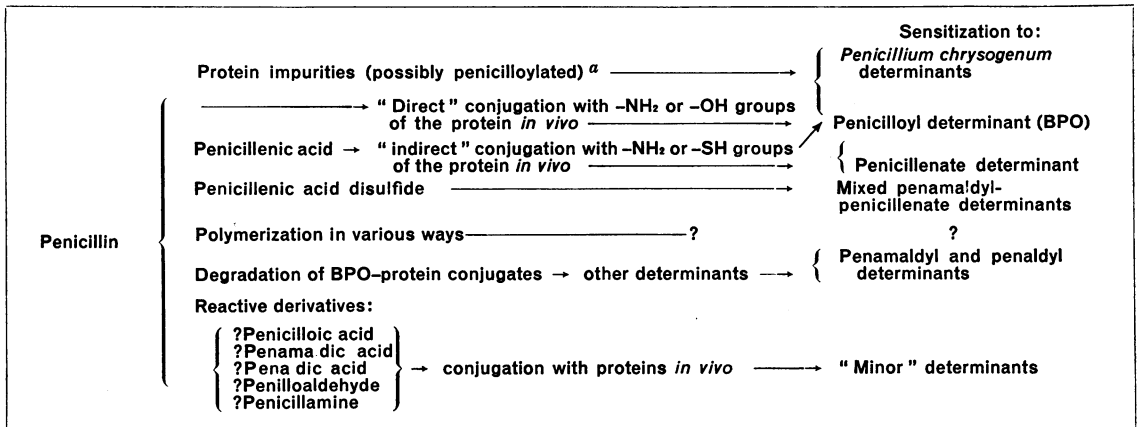 Sensitization to:
Protein impurities (possibly penicilloylated) a
Penicillium chrysogenum
determinants
"Direct" conjugation with –NH₂ or –OH groups
of the protein in vivo
Penicilloyl determinant (BPO)
Penicillenic acid → "indirect" conjugation with –NH₂ or –SH groups
of the protein in vivo
Penicillenate determinant
Penicillenic acid disulfide
Mixed penamaldyl-
penicillenate determinants
Penicillin
Polymerization in various ways ? ?
Degradation of BPO–protein conjugates → other determinants →
Penamaldyl and penaldyl
determinants
Reactive derivatives:
?Penicilloic acid
?Penama dic acid
?Pena dic acid
?Penilloaldehyde
?Penicillamine
→ conjugation with proteins in vivo → "Minor" determinants